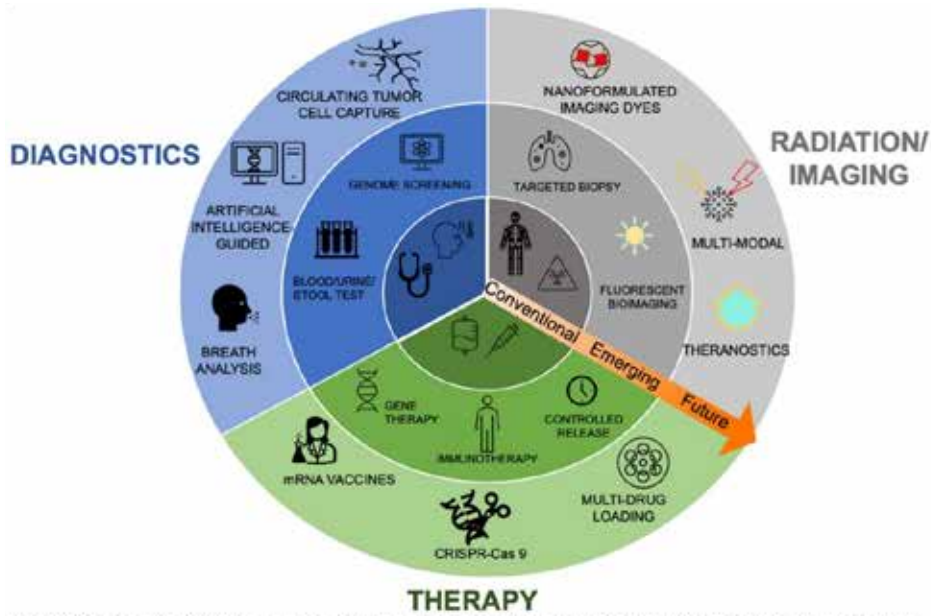 DIAGNOSTICS
CIRCULATING TUMOR
CELL CAPTURE
ARTIFICIAL
INTELLIGENCE-
GUIDED
BREATH
ANALYSIS
GENOME SCREENING
BLOOD/URINE/
STOOL TEST
RADIATION/
IMAGING
NANOFORMULATED
IMAGING DYES
MULTI-MODAL
THERANOSTICS
TARGETED BIOPSY
FLUORESCENT
BIOIMAGING
Conventional Emerging Future
GENE
THERAPY
IMMUNOTHERAPY
CONTROLLED
RELEASE
mRNA VACCINES
CRISPR-Cas 9
MULTI-DRUG
LOADING
THERAPY